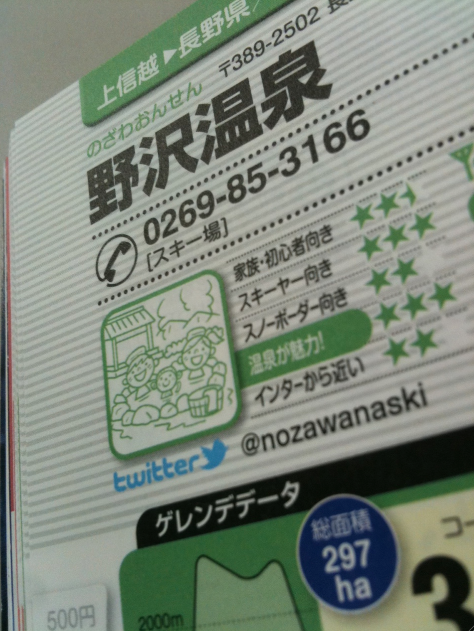 上信越▶長野県
〒389-2502
のざわおんせん
野沢温泉
0269-85-3166
[スキー場]
家族・初心者向き ★★
スキーヤー向き ★★★
スノーボーダー向き ★★
温泉が魅力! ★★★
インターから近い ★★
twitter @nozawanaski
ゲレンデデータ
総面積
297
ha
500円
2000m
コー
3